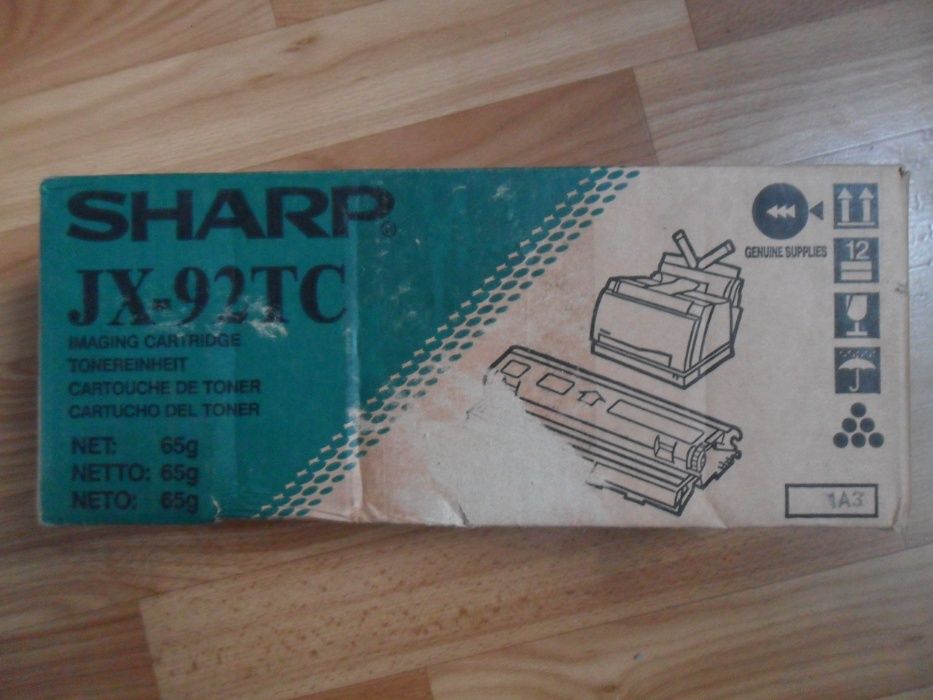 SHARP®
JX-92TC
IMAGING CARTRIDGE
TONEREINHEIT
CARTOUCHE DE TONER
CARTUCHO DEL TONER
NET: 65g
NETTO: 65g
NETO: 65g
GENUINE SUPPLIES
12
1A3